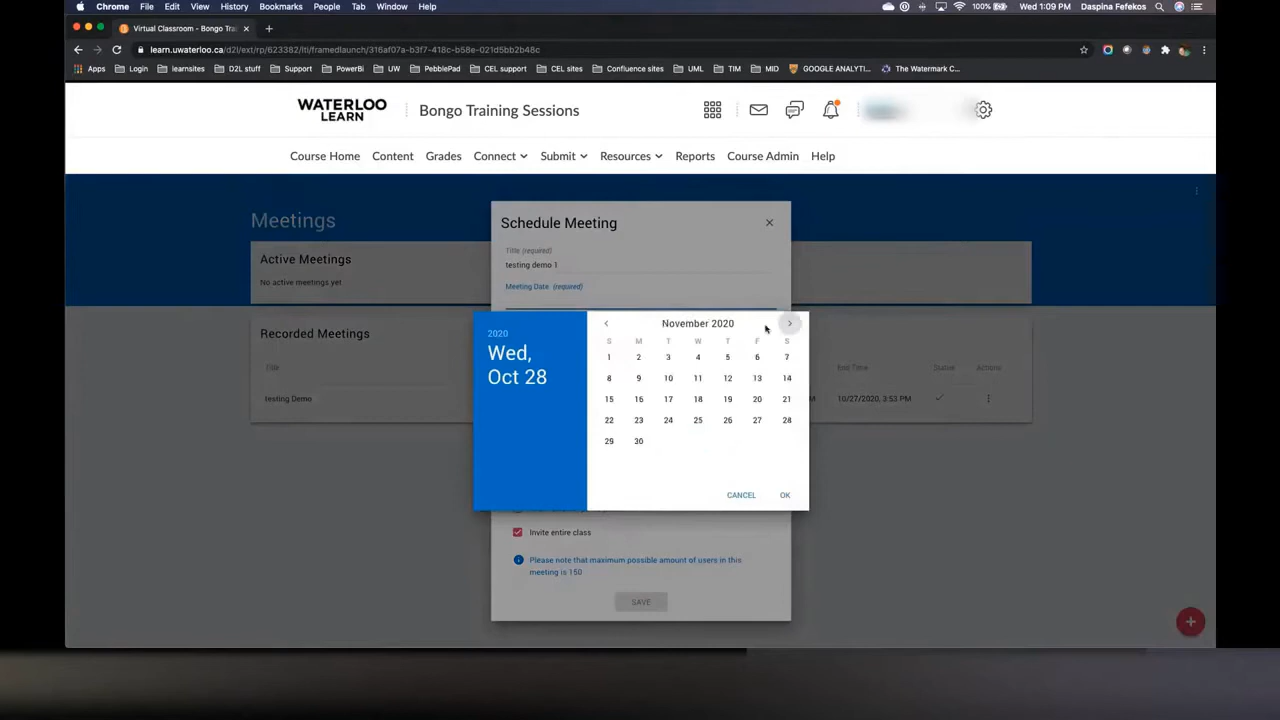 Chrome File Edit View History Bookmarks People Tab Window Help 100% Wed 1:09 PM Daspina Fefekos
Virtual Classroom - Bongo Trai
learn.uwaterloo.ca/d2l/ext/rp/623382/lti/framedlaunch/316af07a-b3f7-418c-b58e-021d5bb2b48c
Apps Login learnsites D2L stuff Support PowerBi UW PebblePad CEL support CEL sites Confluence sites UML TIM MID GOOGLE ANALYTI... The Watermark C...
WATERLOO
LEARN
Bongo Training Sessions
Course Home Content Grades Connect Submit Resources Reports Course Admin Help
Meetings
Schedule Meeting
Title (required)
testing demo 1
Meeting Date (required)
Active Meetings
No active meetings yet
Recorded Meetings
Title End Time Status Actions
testing Demo 10/27/2020, 3:53 PM
2020
Wed,
Oct 28
November 2020
S M T W T F S
1 2 3 4 5 6 7
8 9 10 11 12 13 14
15 16 17 18 19 20 21
22 23 24 25 26 27 28
29 30
CANCEL OK
Invite entire class
Please note that maximum possible amount of users in this
meeting is 150
SAVE